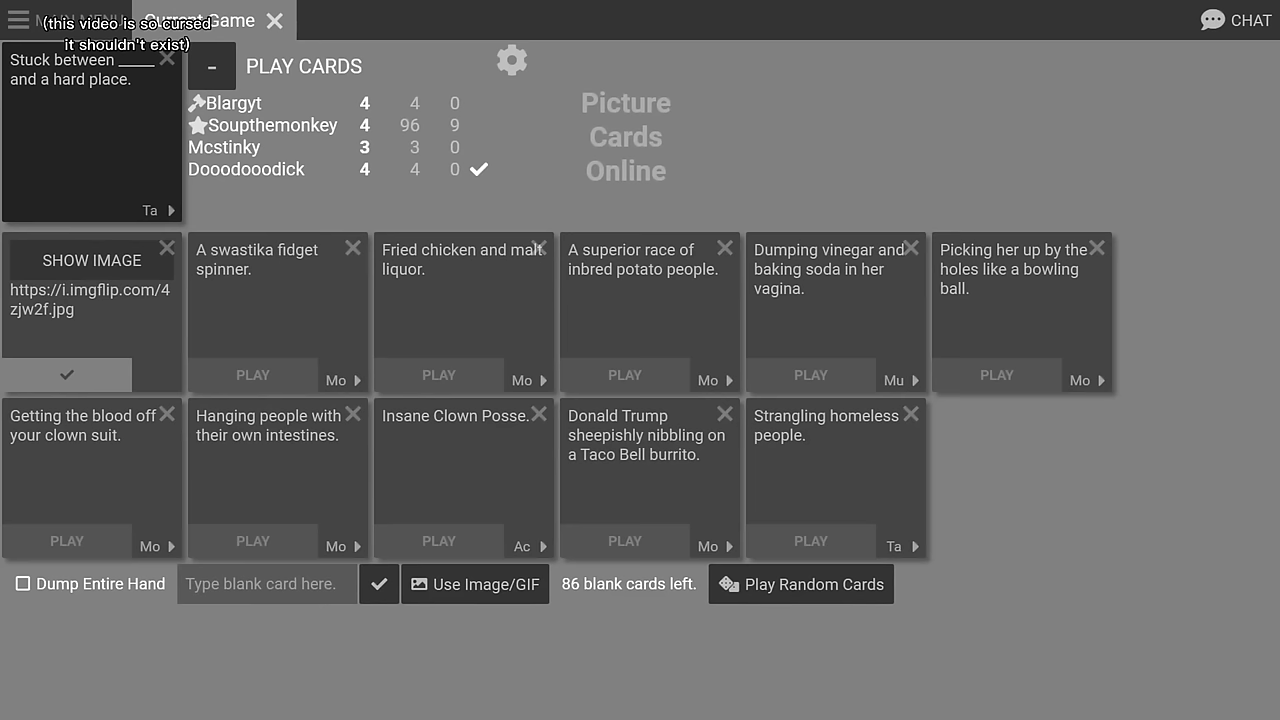 MAIN MENU
Current Game
CHAT
(this video is so cursed
it shouldn't exist)
Stuck between _____
and a hard place.
Ta
-
PLAY CARDS
Blargyt 4 4 0
Soupthemonkey 4 96 9
Mcstinky 3 3 0
Dooodooodick 4 4 0
Picture
Cards
Online
SHOW IMAGE
https://i.imgflip.com/4
zjw2f.jpg
A swastika fidget
spinner.
PLAY
Mo
Fried chicken and malt
liquor.
PLAY
Mo
A superior race of
inbred potato people.
PLAY
Mo
Dumping vinegar and
baking soda in her
vagina.
PLAY
Mu
Picking her up by the
holes like a bowling
ball.
PLAY
Mo
Getting the blood off
your clown suit.
PLAY
Mo
Hanging people with
their own intestines.
PLAY
Mo
Insane Clown Posse.
PLAY
Ac
Donald Trump
sheepishly nibbling on
a Taco Bell burrito.
PLAY
Mo
Strangling homeless
people.
PLAY
Ta
Dump Entire Hand
Type blank card here.
Use Image/GIF
86 blank cards left.
Play Random Cards